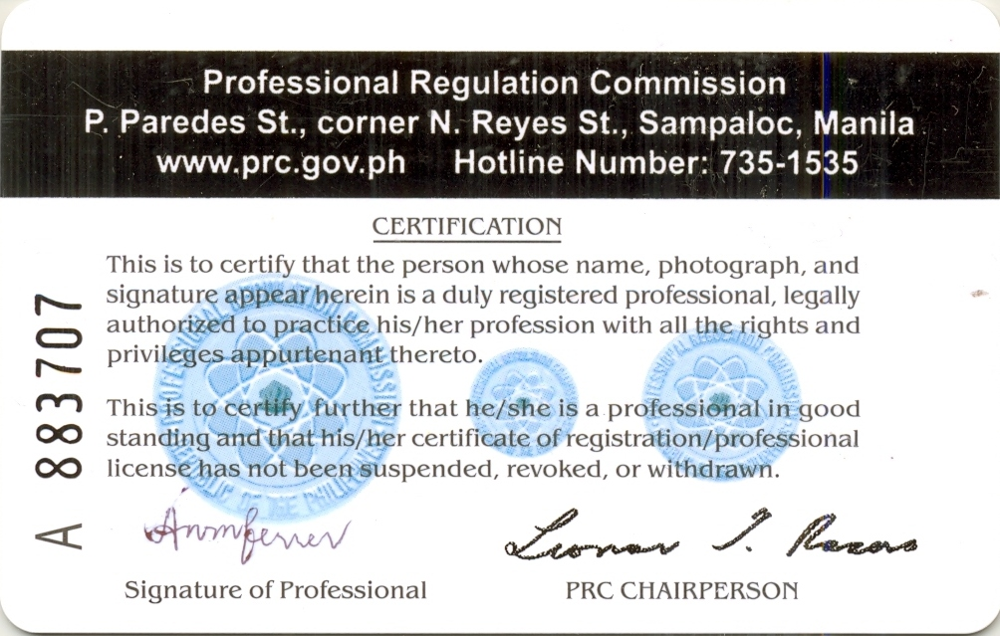 Professional Regulation Commission
P. Paredes St., corner N. Reyes St., Sampaloc, Manila
www.prc.gov.ph Hotline Number: 735-1535
CERTIFICATION
This is to certify that the person whose name, photograph, and
signature appear herein is a duly registered professional, legally
authorized to practice his/her profession with all the rights and
privileges appurtenant thereto.
This is to certify further that he/she is a professional in good
standing and that his/her certificate of registration/professional
license has not been suspended, revoked, or withdrawn.
Signature of Professional
PRC CHAIRPERSON
A 883707